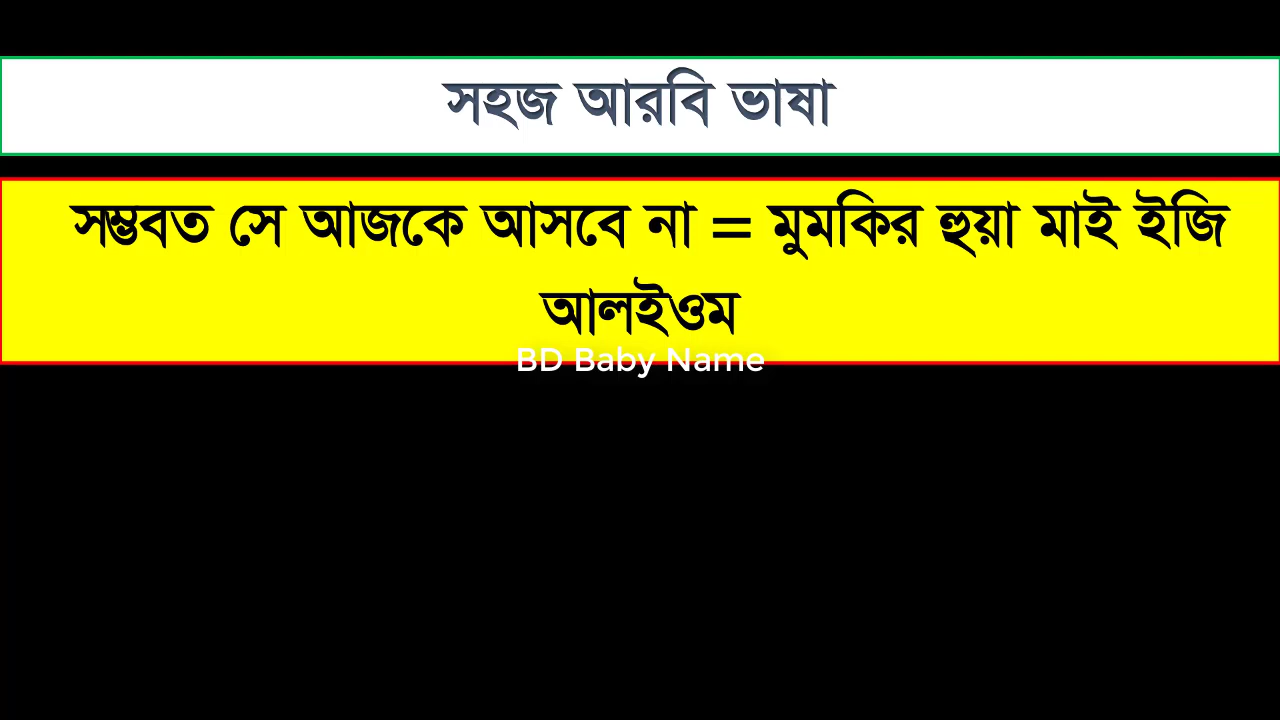 সহজ আরবি ভাষা
সম্ভবত সে আজকে আসবে না = মুমকির হুয়া মাই ইজি
আলইওম
BD Baby Name